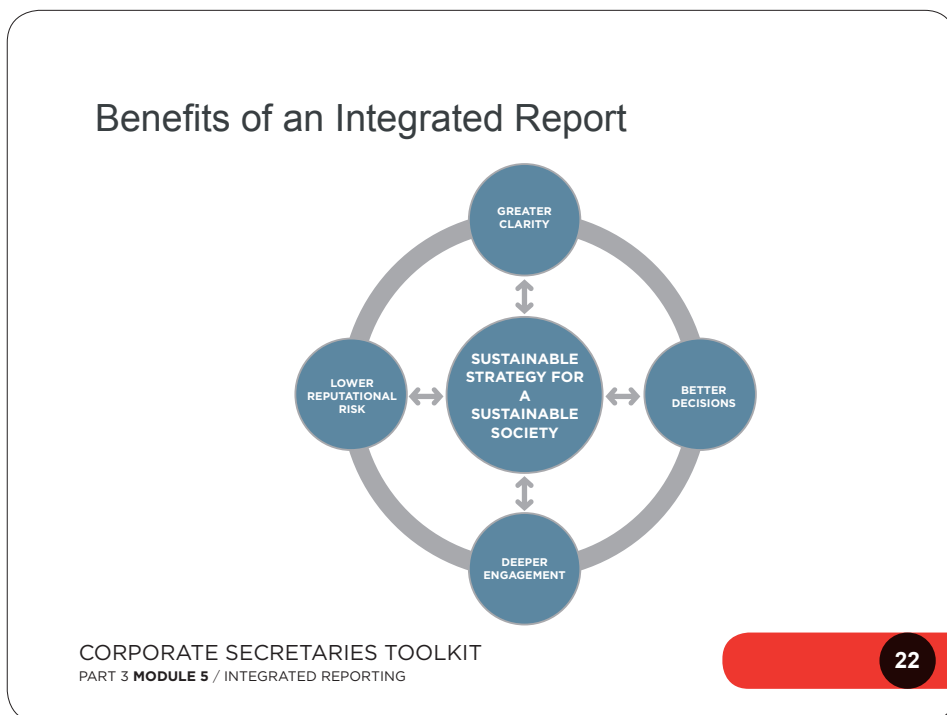 Benefits of an Integrated Report
GREATER
CLARITY
LOWER
REPUTATIONAL
RISK
SUSTAINABLE
STRATEGY FOR
A
SUSTAINABLE
SOCIETY
BETTER
DECISIONS
DEEPER
ENGAGEMENT
CORPORATE SECRETARIES TOOLKIT
PART 3 MODULE 5 / INTEGRATED REPORTING
22